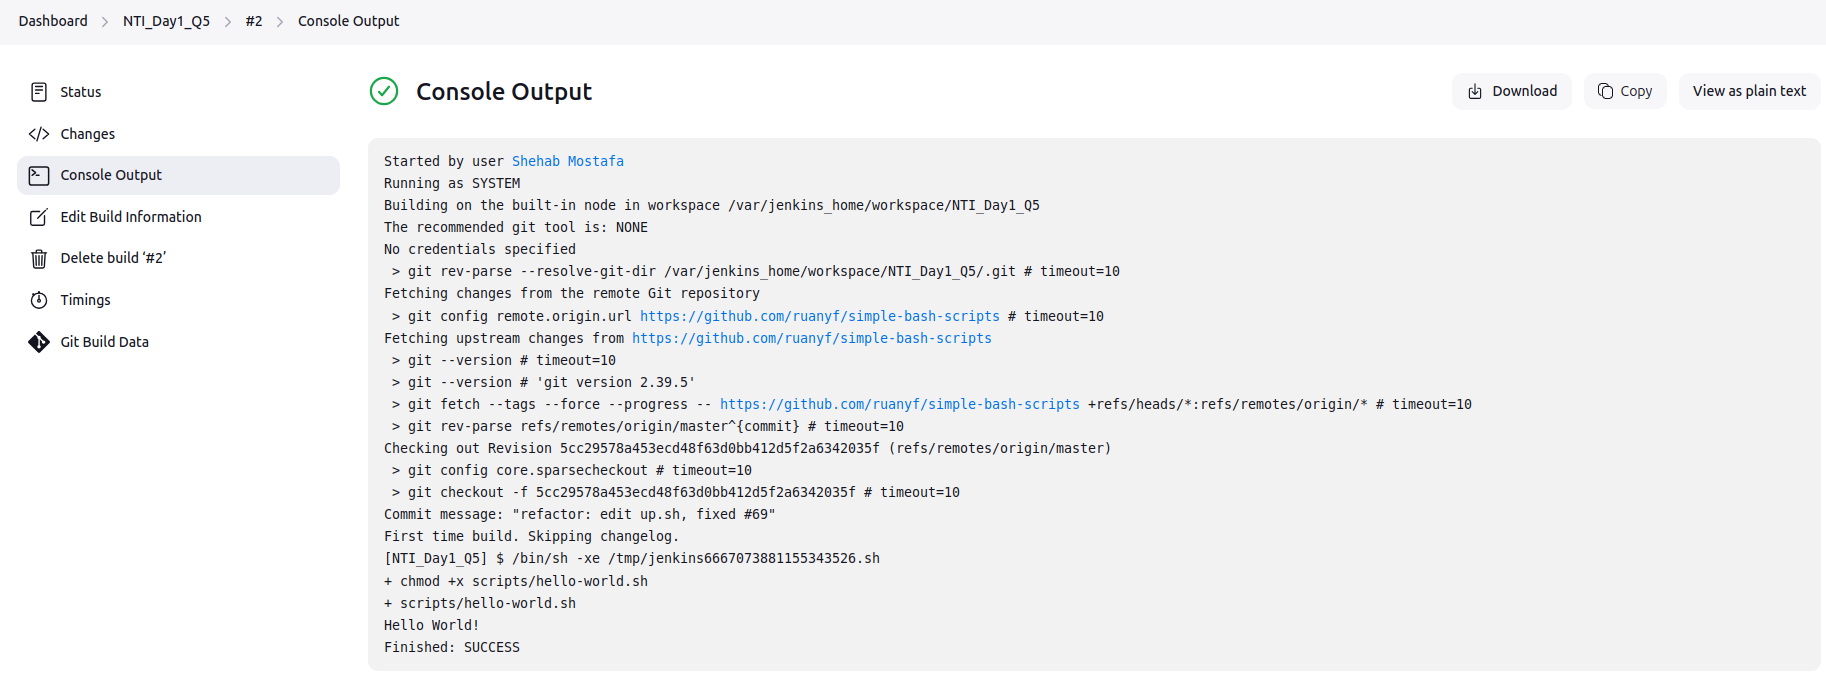 Dashboard > NTI_Day1_Q5 > #2 > Console Output
Status
Changes
Console Output
Edit Build Information
Delete build ‘#2’
Timings
Git Build Data
Console Output
Download
Copy
View as plain text
Started by user Shehab Mostafa
Running as SYSTEM
Building on the built-in node in workspace /var/jenkins_home/workspace/NTI_Day1_Q5
The recommended git tool is: NONE
No credentials specified
 > git rev-parse --resolve-git-dir /var/jenkins_home/workspace/NTI_Day1_Q5/.git # timeout=10
Fetching changes from the remote Git repository
 > git config remote.origin.url https://github.com/ruanyf/simple-bash-scripts # timeout=10
Fetching upstream changes from https://github.com/ruanyf/simple-bash-scripts
 > git --version # timeout=10
 > git --version # 'git version 2.39.5'
 > git fetch --tags --force --progress -- https://github.com/ruanyf/simple-bash-scripts +refs/heads/*:refs/remotes/origin/* # timeout=10
 > git rev-parse refs/remotes/origin/master^{commit} # timeout=10
Checking out Revision 5cc29578a453ecd48f63d0bb412d5f2a6342035f (refs/remotes/origin/master)
 > git config core.sparsecheckout # timeout=10
 > git checkout -f 5cc29578a453ecd48f63d0bb412d5f2a6342035f # timeout=10
Commit message: "refactor: edit up.sh, fixed #69"
First time build. Skipping changelog.
[NTI_Day1_Q5] $ /bin/sh -xe /tmp/jenkins6667073881155343526.sh
+ chmod +x scripts/hello-world.sh
+ scripts/hello-world.sh
Hello World!
Finished: SUCCESS